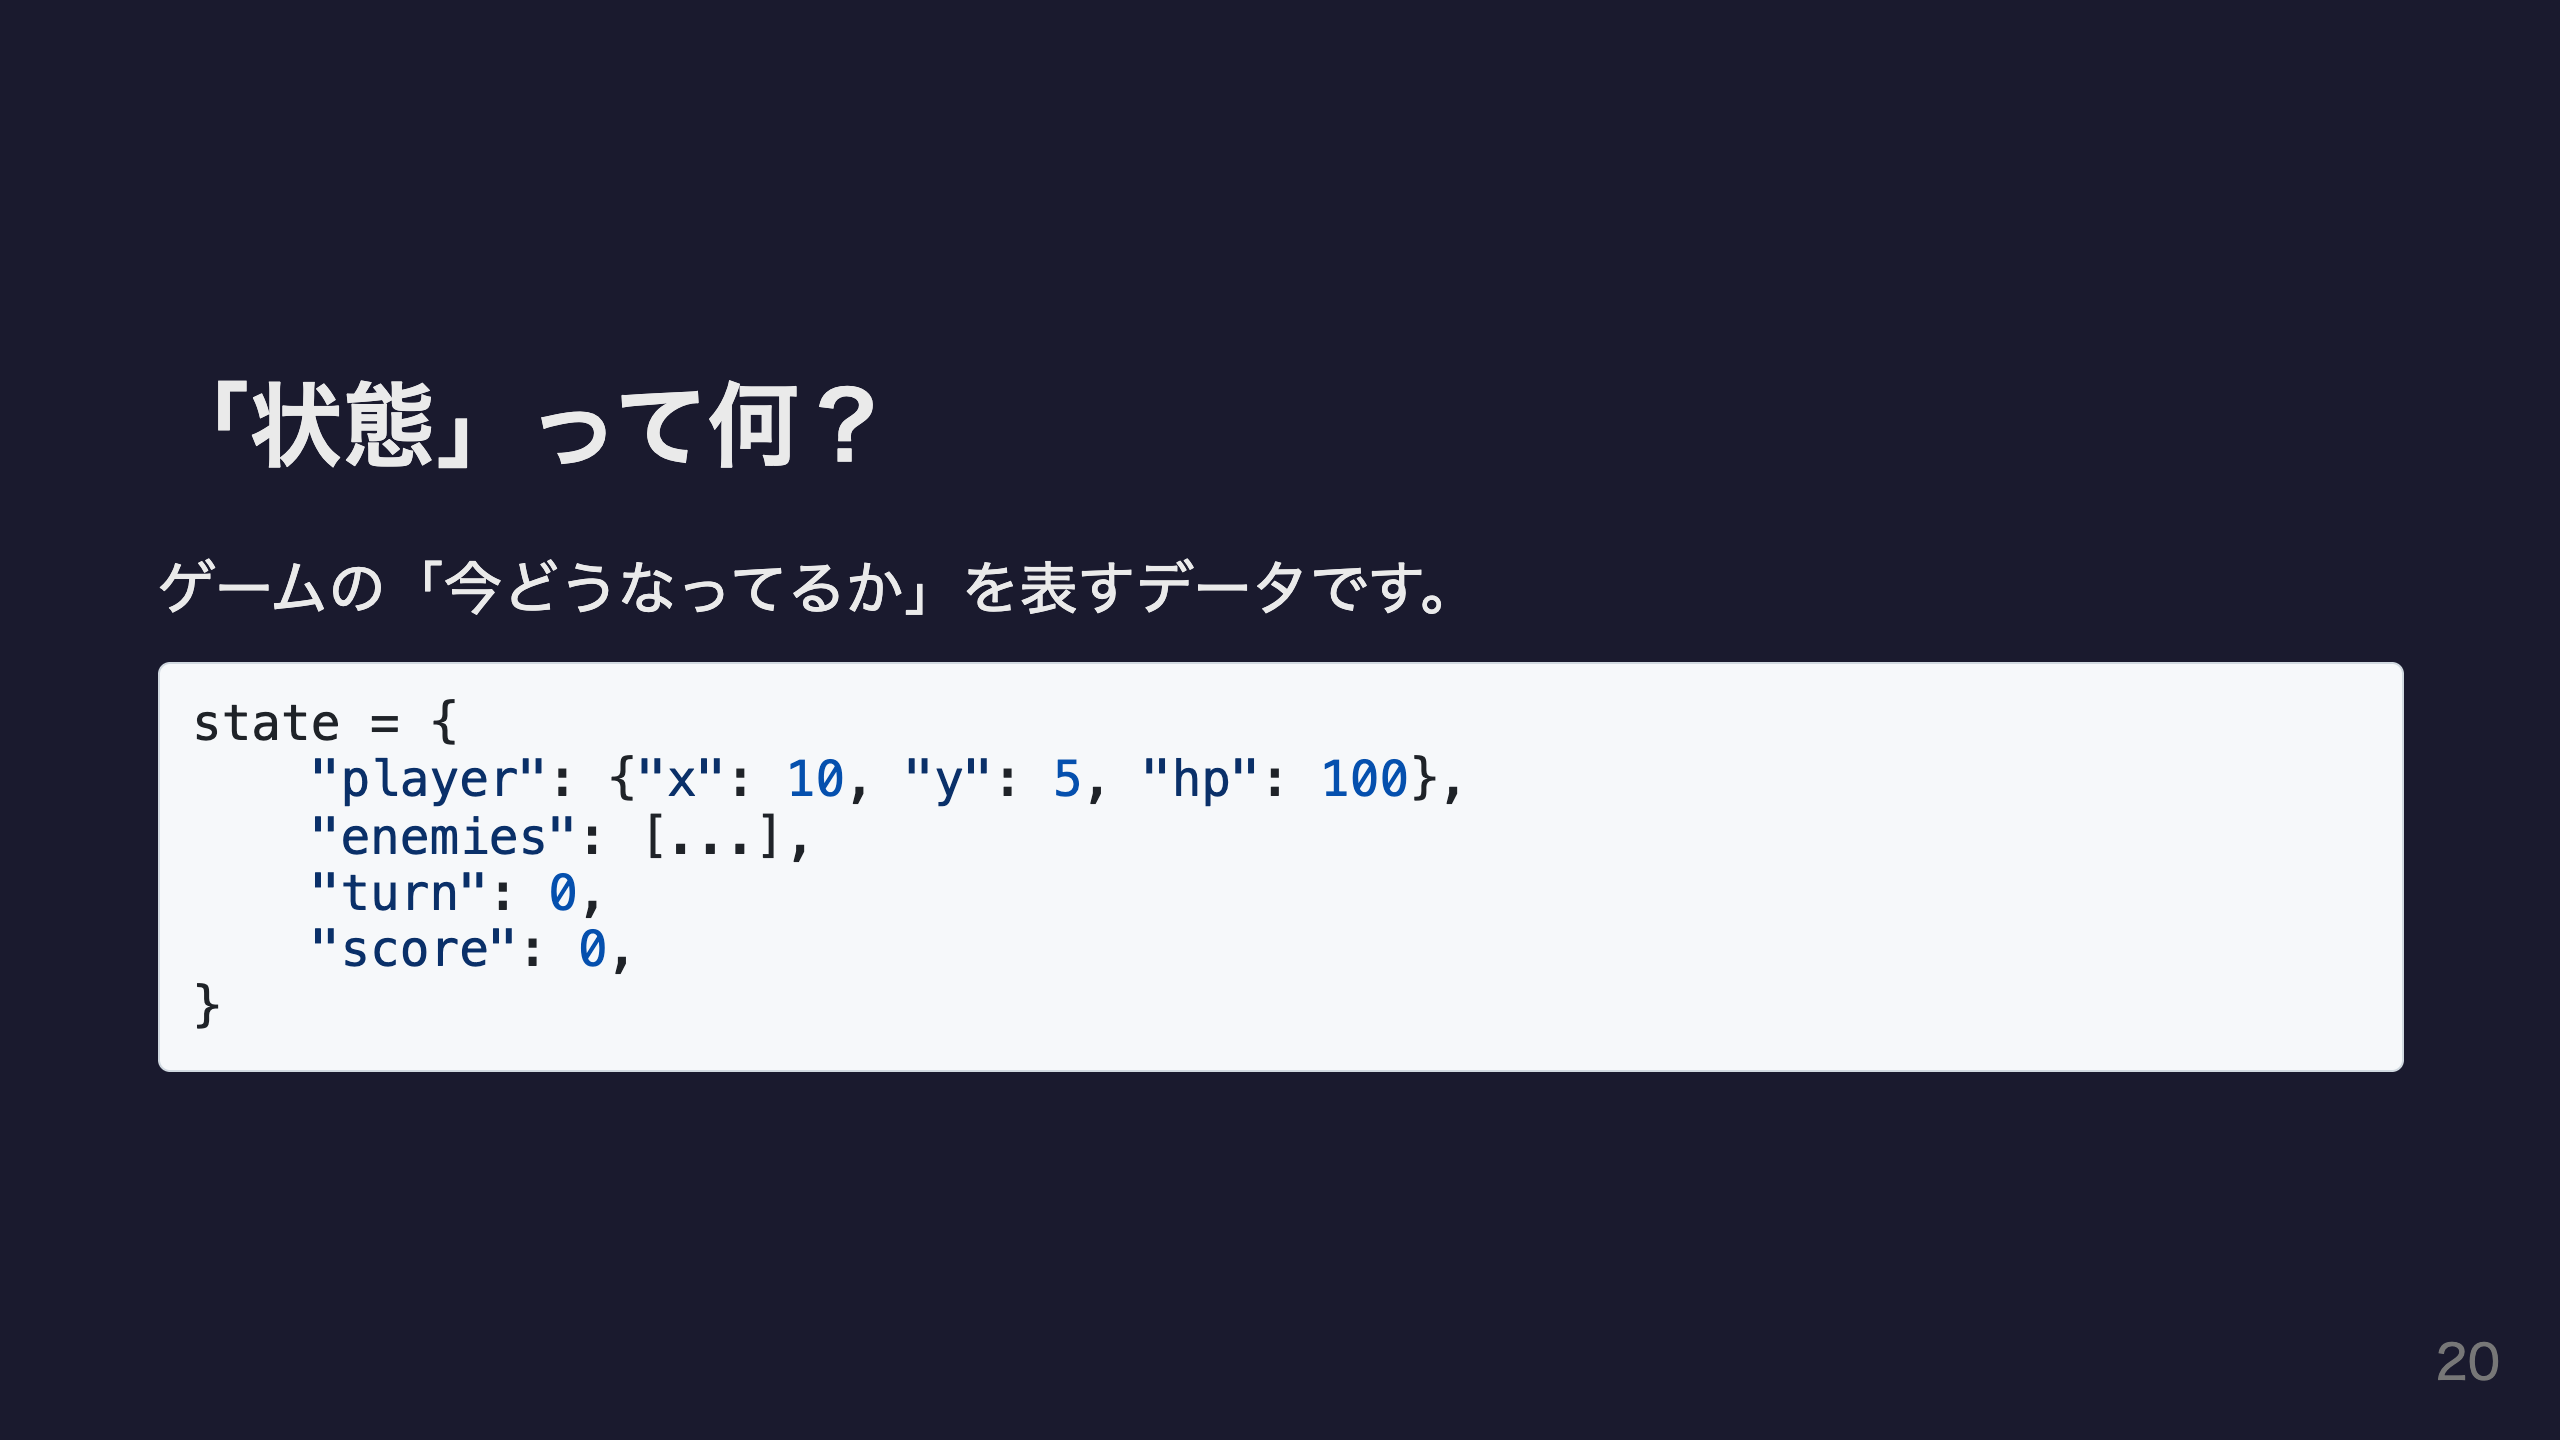 「状態」って何？
ゲームの「今どうなってるか」を表すデータです。
state = {
    "player": {"x": 10, "y": 5, "hp": 100},
    "enemies": [...],
    "turn": 0,
    "score": 0,
}
20